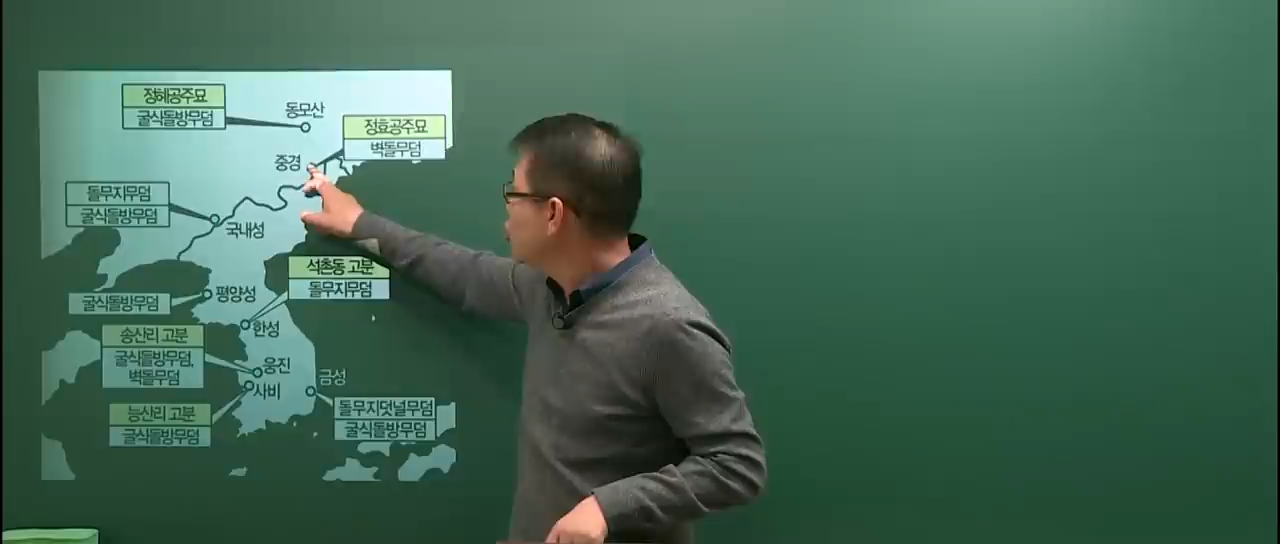 정혜공주묘
굴식돌방무덤
동모산
정효공주묘
벽돌무덤
중경
돌무지무덤
굴식돌방무덤
국내성
석촌동 고분
돌무지무덤
굴식돌방무덤
평양성
한성
송산리 고분
굴식돌방무덤,
벽돌무덤
웅진
사비
금성
능산리 고분
굴식돌방무덤
돌무지덧널무덤
굴식돌방무덤